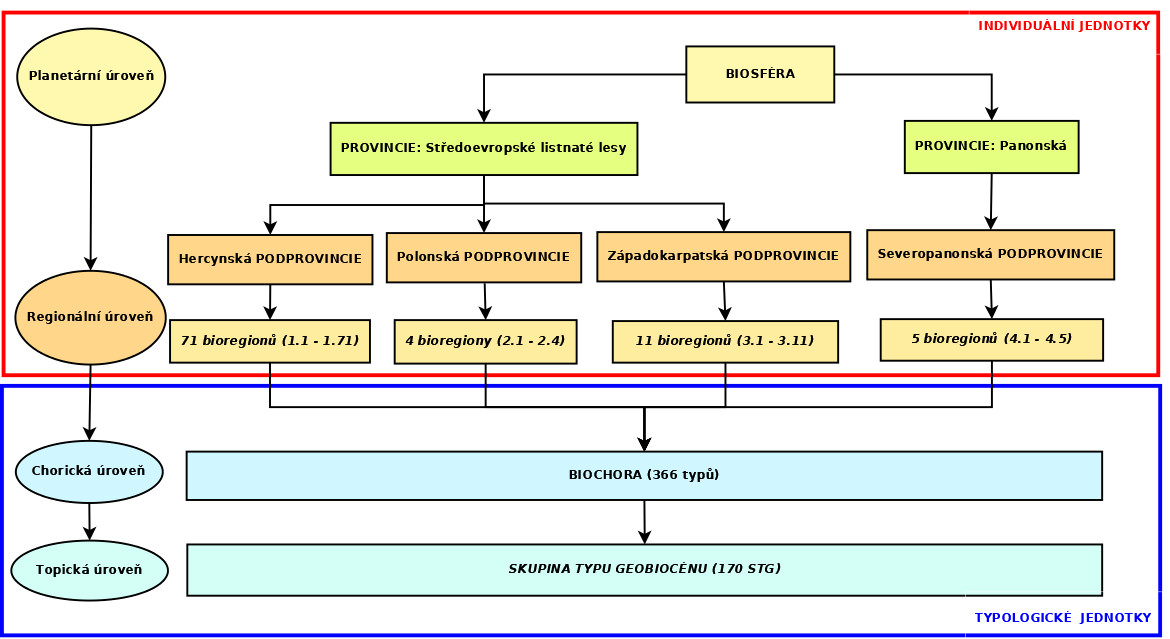 INDIVIDUÁLNÍ JEDNOTKY
Planetární úroveň
BIOSFÉRA
PROVINCIE: Středoevropské listnaté lesy
PROVINCIE: Panonská
Hercynská PODPROVINCIE
Polonská PODPROVINCIE
Západokarpatská PODPROVINCIE
Severopanonská PODPROVINCIE
Regionální úroveň
71 bioregionů (1.1 - 1.71)
4 bioregiony (2.1 - 2.4)
11 bioregionů (3.1 - 3.11)
5 bioregionů (4.1 - 4.5)
Chorická úroveň
BIOCHORA (366 typů)
Topická úroveň
SKUPINA TYPU GEOBIOCÉNU (170 STG)
TYPOLOGICKÉ JEDNOTKY